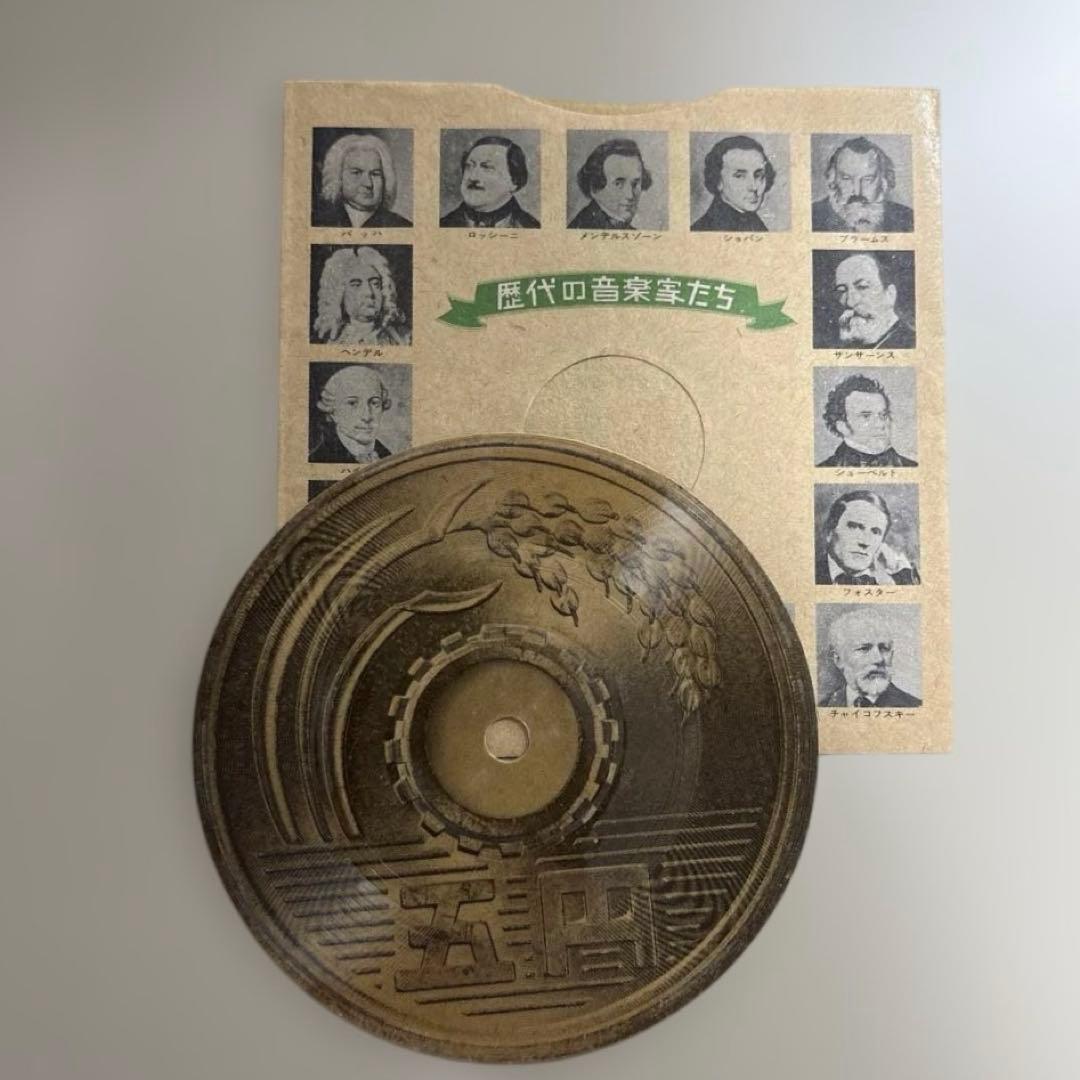 バッハ
ロッシーニ
メンデルスゾーン
ショパン
ブラームス
歴代の音楽家たち
ヘンデル
サンサーンス
シューベルト
フォスター
チャイコフスキー
五円